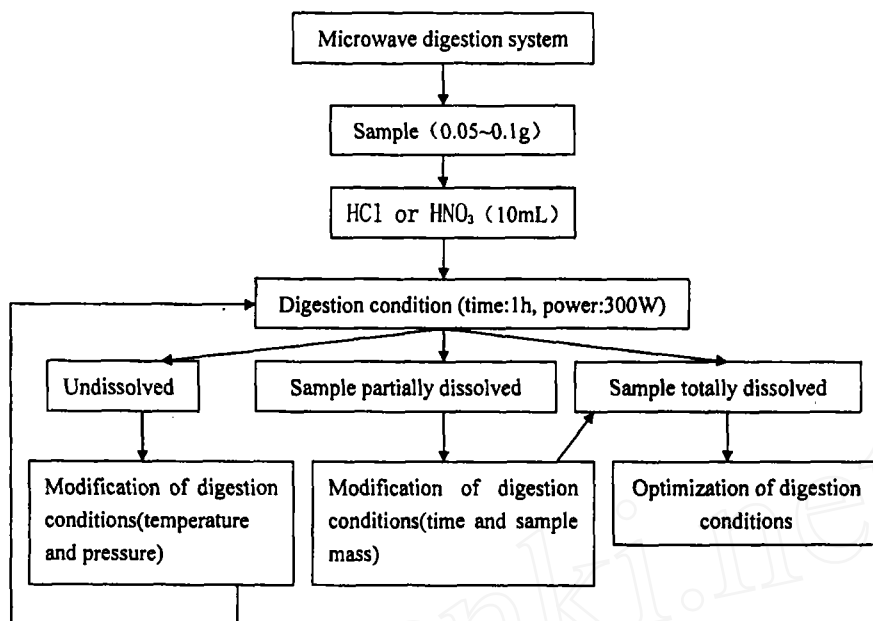 Microwave digestion system
Sample（0.05~0.1g）
HCl or HNO₃（10mL）
Digestion condition (time:1h, power:300W)
Undissolved
Sample partially dissolved
Sample totally dissolved
Modification of digestion
conditions(temperature
and pressure)
Modification of digestion
conditions(time and sample
mass)
Optimization of digestion
conditions